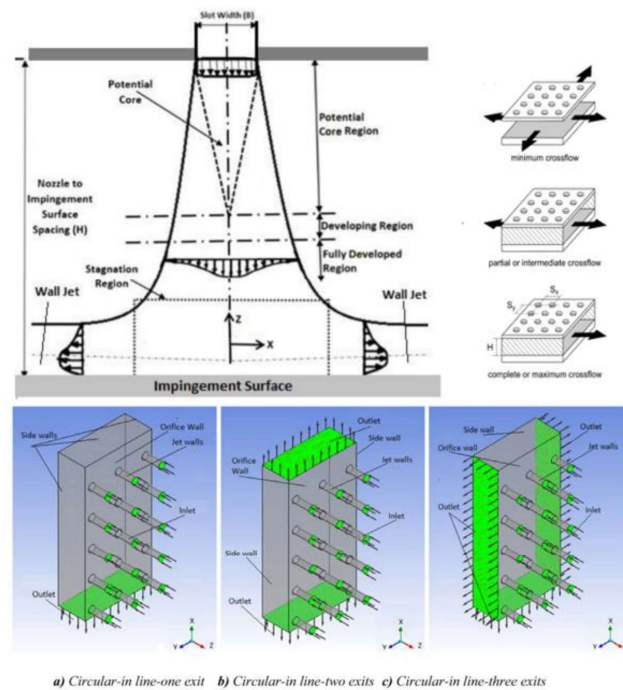 Slot Width (B)
Potential
Core
Potential
Core Region
Nozzle to
Impingement
Surface
Spacing (H)
Developing Region
Fully Developed
Region
Stagnation
Region
Wall Jet
Wall Jet
Z
X
Impingement Surface
minimum crossflow
partial or intermediate crossflow
Sx
Sy
H
complete or maximum crossflow
Side walls
Orifice Wall
Jet walls
Inlet
Outlet
X
Y
Z
Outlet
Side wall
Orifice
Wall
Jet walls
Inlet
Side wall
Outlet
X
Y
Z
Side wall
Outlet
Orifice wall
Jet walls
Outlet
Inlet
X
Y
Z
a) Circular-in line-one exit b) Circular-in line-two exits c) Circular-in line-three exits